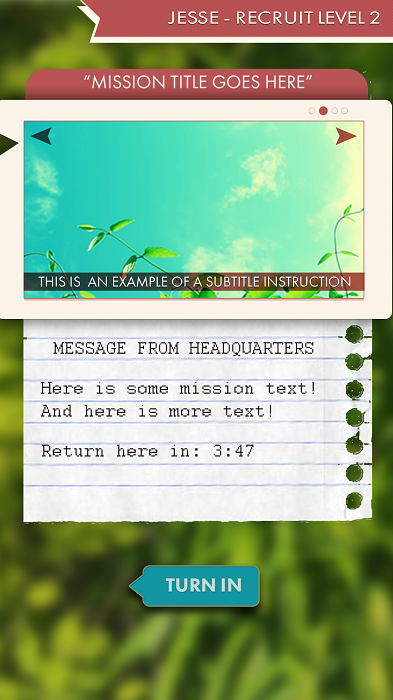 JESSE - RECRUIT LEVEL 2
“MISSION TITLE GOES HERE”
THIS IS AN EXAMPLE OF A SUBTITLE INSTRUCTION
MESSAGE FROM HEADQUARTERS
Here is some mission text!
And here is more text!
Return here in: 3:47
TURN IN